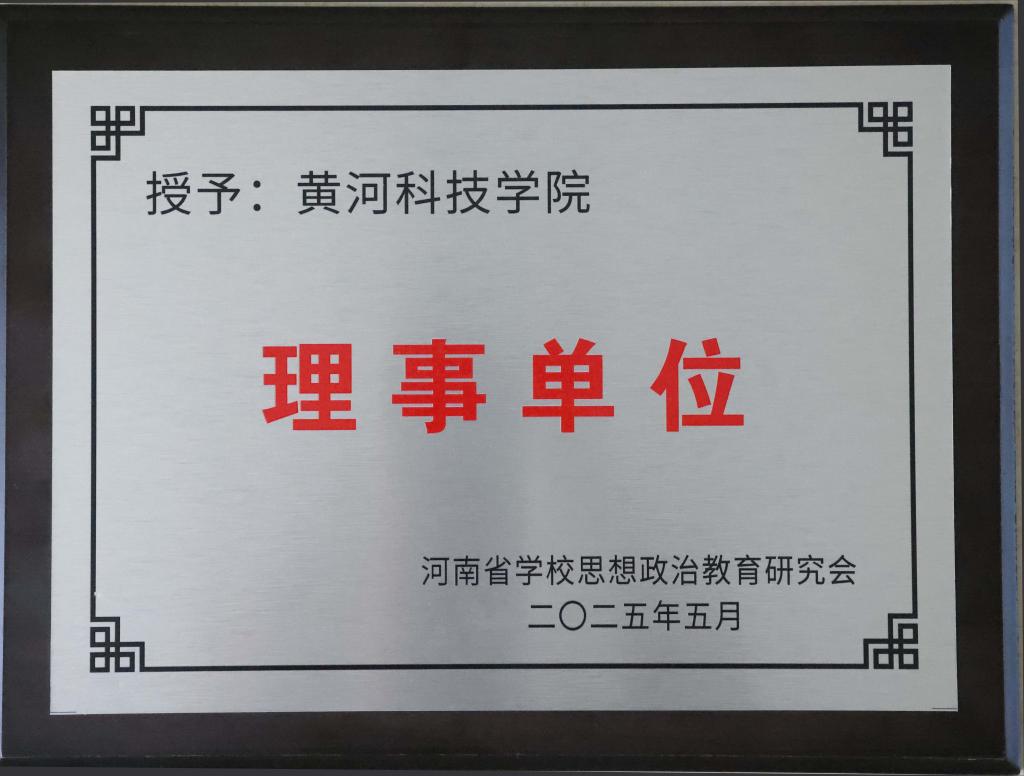 授予：黄河科技学院
理事单位
河南省学校思想政治教育研究会
二〇二五年五月